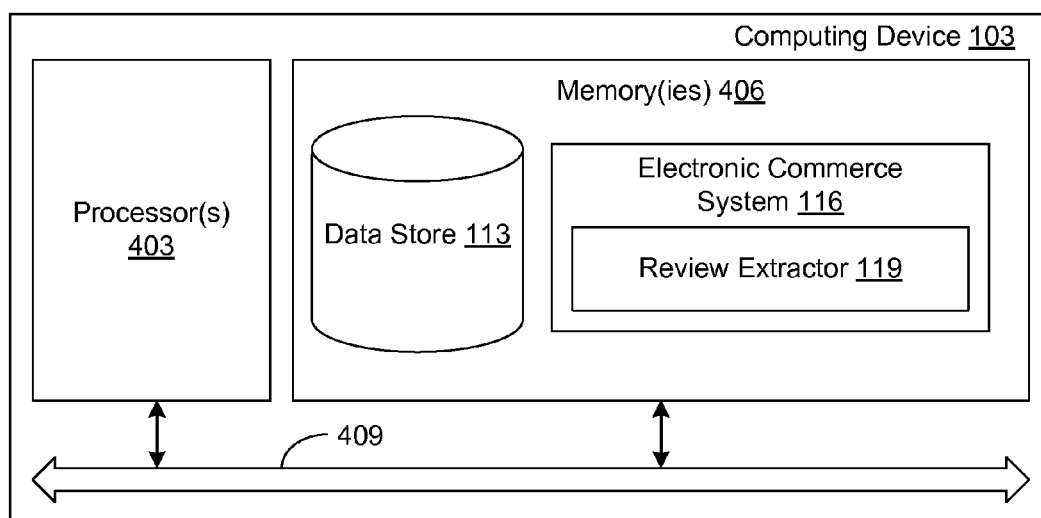 Computing Device 103
Memory(ies) 406
Processor(s)
403
Data Store 113
Electronic Commerce
System 116
Review Extractor 119
409